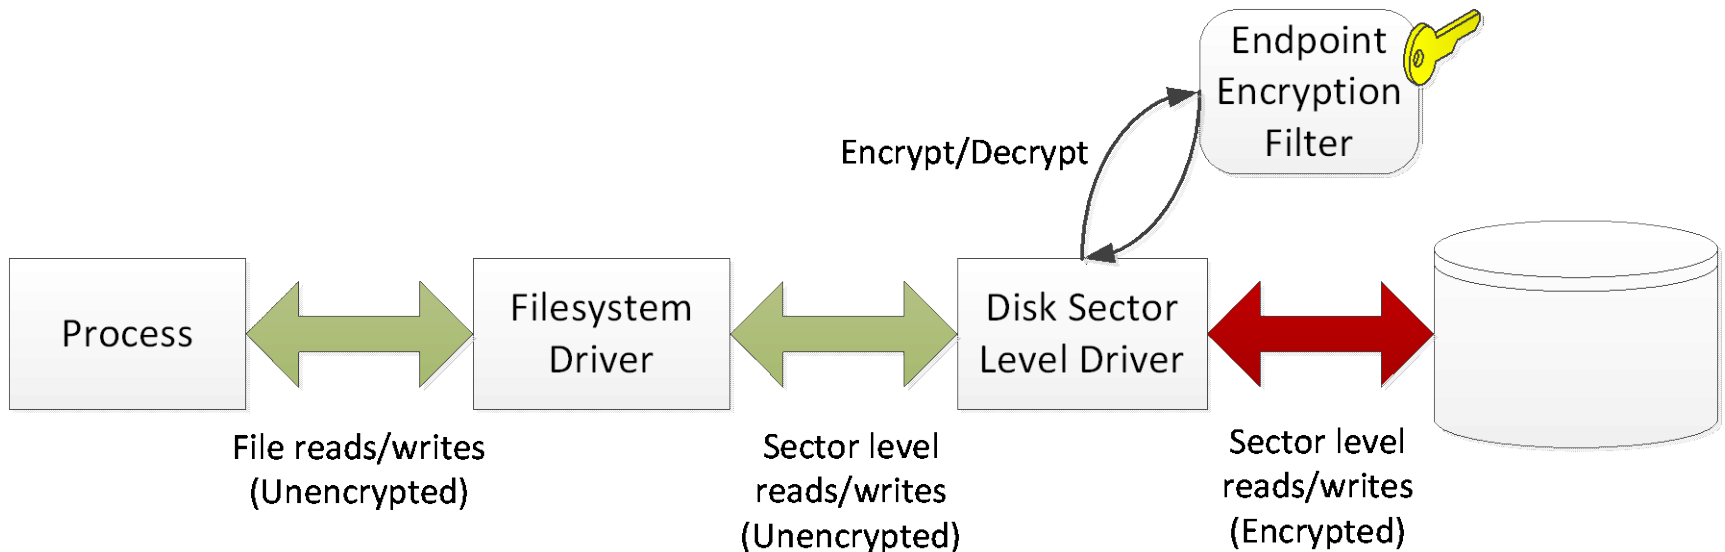 Endpoint
Encryption
Filter
Encrypt/Decrypt
Process
Filesystem
Driver
Disk Sector
Level Driver
File reads/writes
(Unencrypted)
Sector level
reads/writes
(Unencrypted)
Sector level
reads/writes
(Encrypted)